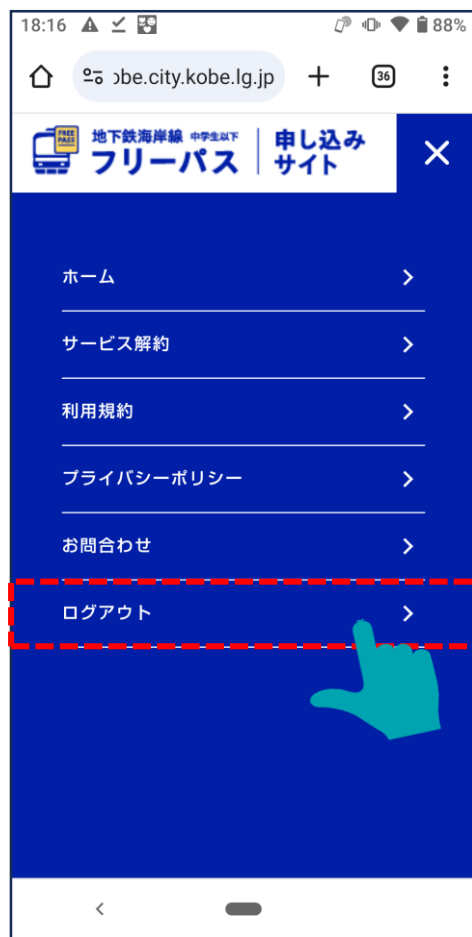 18:16 88%
obe.city.kobe.lg.jp 36
FREE PASS
地下鉄海岸線 中学生以下
フリーパス
申し込み
サイト
ホーム
サービス解約
利用規約
プライバシーポリシー
お問合わせ
ログアウト